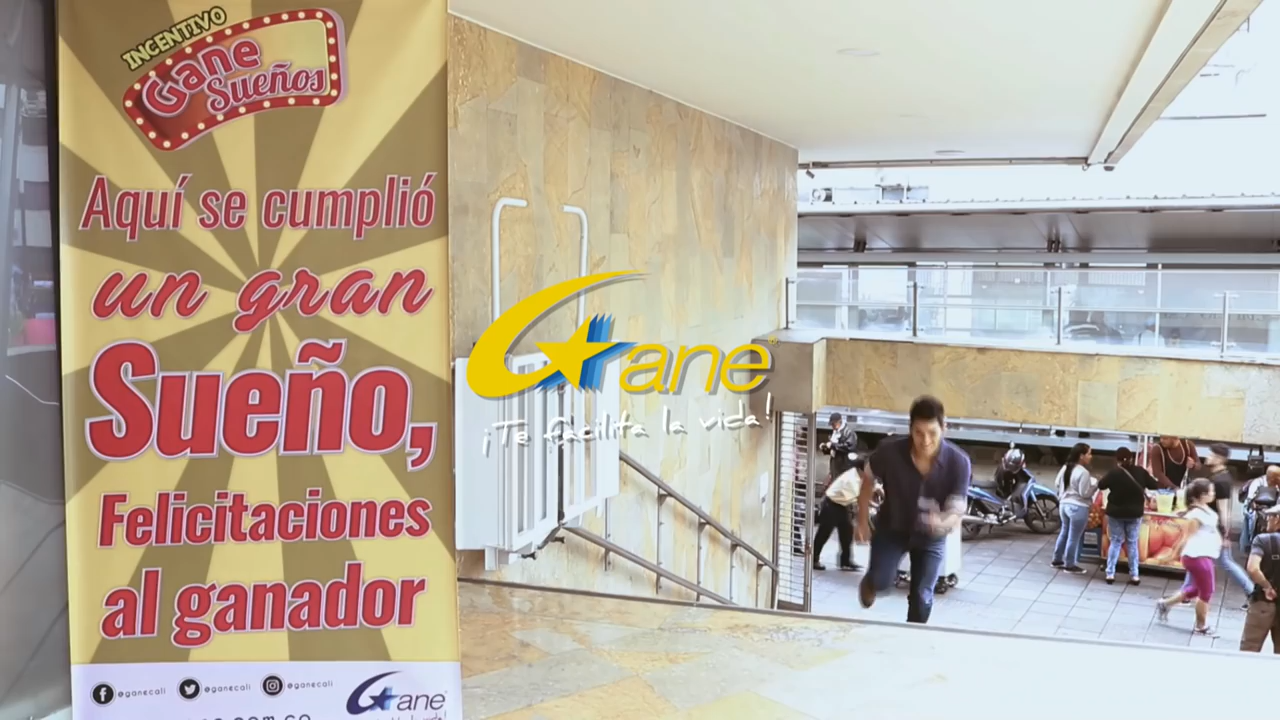 INCENTIVO
Gane
Sueños
Aquí se cumplió
un gran
Sueño,
Felicitaciones
al ganador
@ganecali @ganecali @ganecali
Gane
Gane®
¡Te facilita la vida!